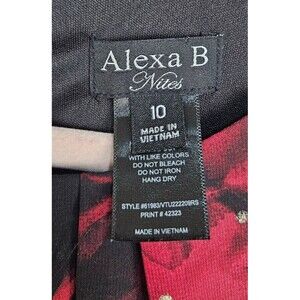 Alexa B
Nites
10
MADE IN
VIETNAM
WITH LIKE COLORS
DO NOT BLEACH
DO NOT IRON
HANG DRY
STYLE #61983/VTU222209RS
PRINT # 42323
MADE IN VIETNAM